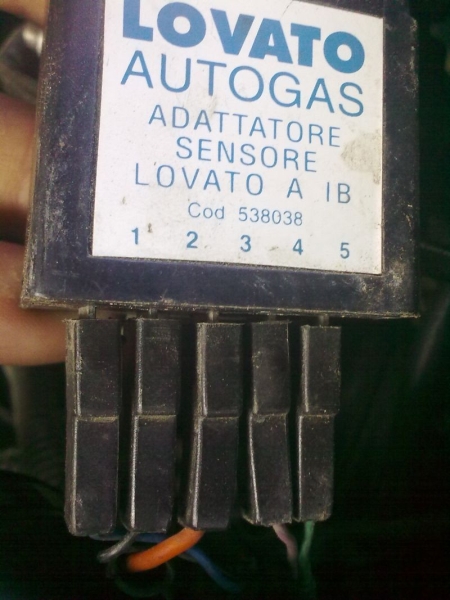 LOVATO
AUTOGAS
ADATTATORE
SENSORE
LOVATO A IB
Cod 538038
1 2 3 4 5